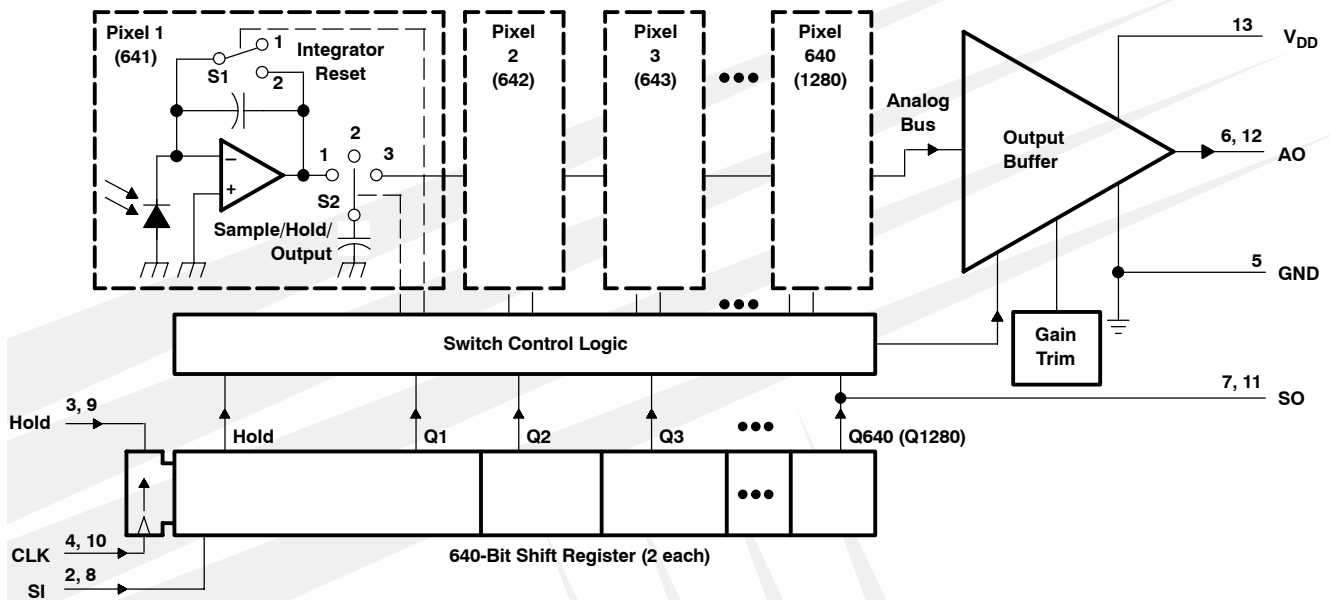 Pixel 1
(641)
1
Integrator
Reset
S1
2
−
+
1
2
3
S2
Sample/Hold/
Output
Pixel
2
(642)
Pixel
3
(643)
Pixel
640
(1280)
Analog
Bus
Output
Buffer
13
VDD
6, 12
AO
5
GND
Gain
Trim
7, 11
SO
Switch Control Logic
Hold
3, 9
Hold
Q1
Q2
Q3
Q640 (Q1280)
CLK
4, 10
SI
2, 8
640-Bit Shift Register (2 each)